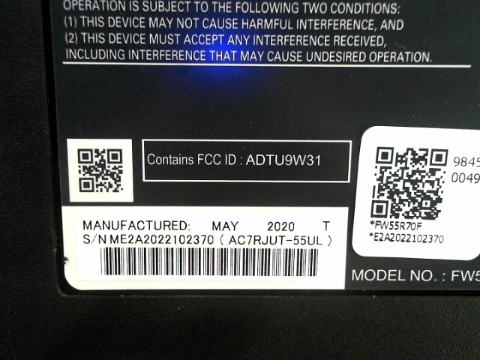 OPERATION IS SUBJECT TO THE FOLLOWING TWO CONDITIONS:
(1) THIS DEVICE MAY NOT CAUSE HARMFUL INTERFERENCE, AND
(2) THIS DEVICE MUST ACCEPT ANY INTERFERENCE RECEIVED,
INCLUDING INTERFERENCE THAT MAY CAUSE UNDESIRED OPERATION.
Contains FCC ID : ADTU9W31
9845
0049
*FW55R70F
*E2A2022102370
MANUFACTURED: MAY 2020 T
S/N ME2A2022102370 ( AC7RJUT-55UL )
MODEL NO. : FW5